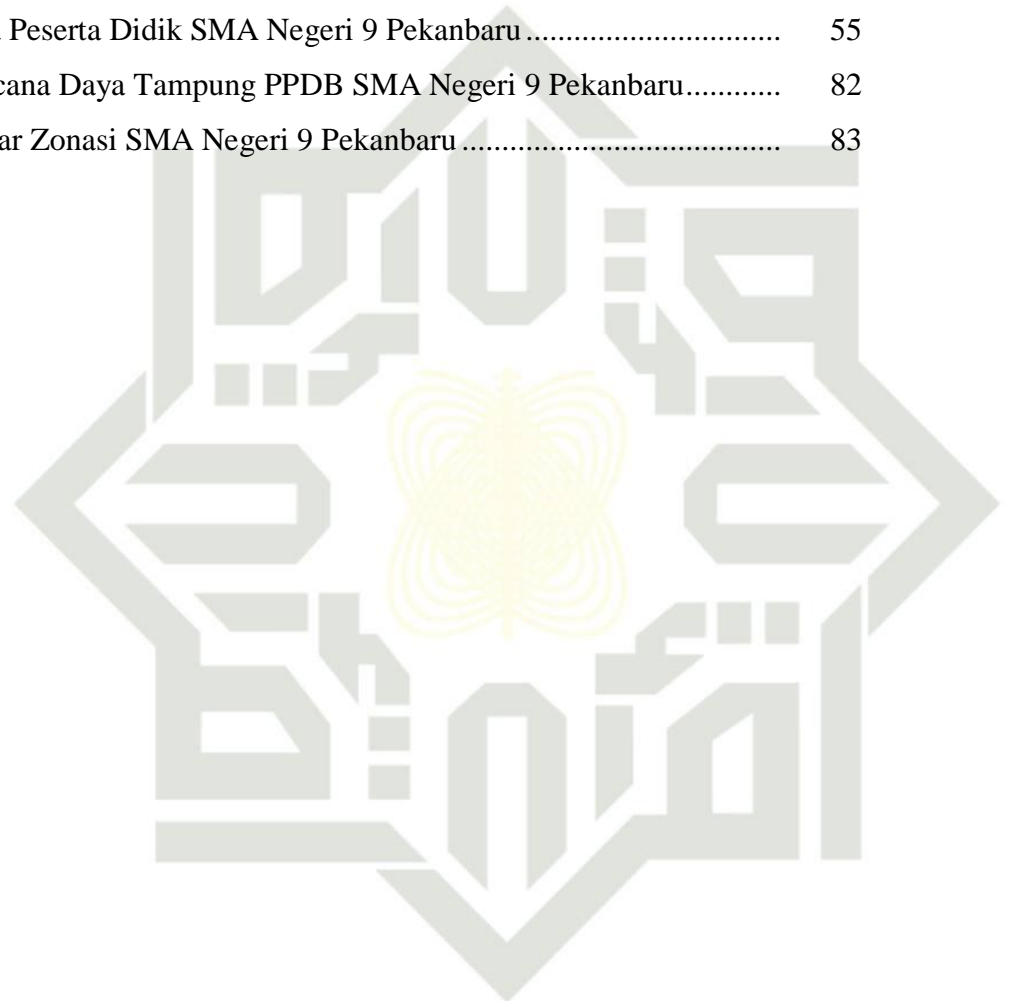 Peserta Didik SMA Negeri 9 Pekanbaru ............................. 55
cana Daya Tampung PPDB SMA Negeri 9 Pekanbaru ............ 82
ar Zonasi SMA Negeri 9 Pekanbaru .................................... 83